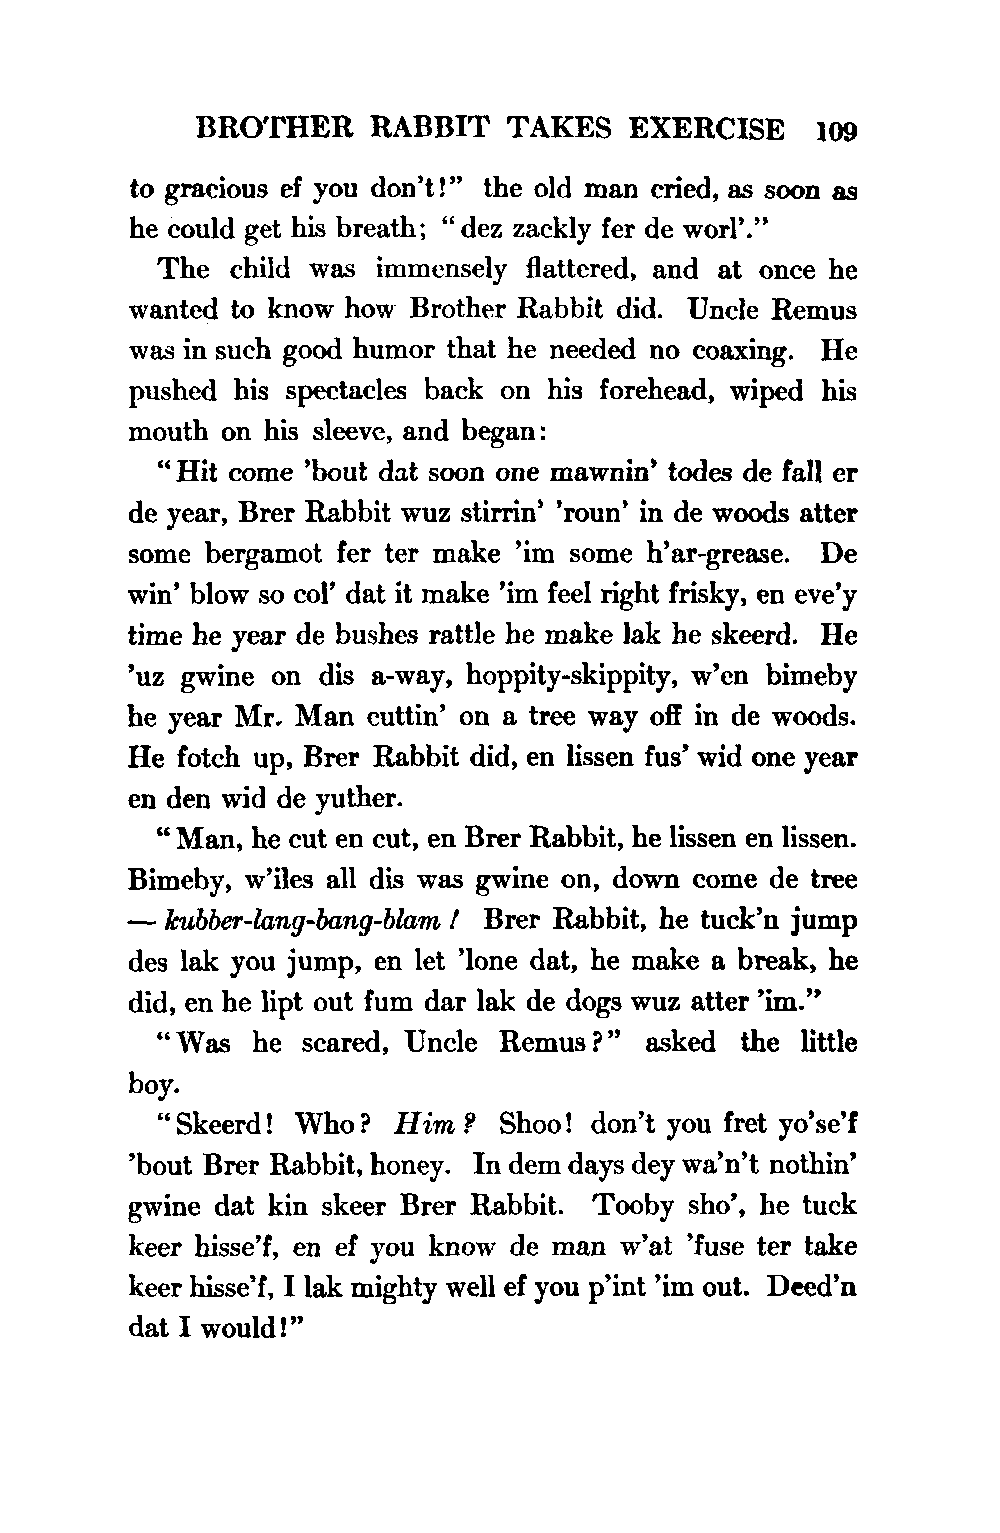 BROTHER RABBIT TAKES EXERCISE 109
to gracious ef you don't!" the old man cried, as soon as
he could get his breath; "dez zackly fer de worl'."
The child was immensely flattered, and at once he
wanted to know how Brother Rabbit did. Uncle Remus
was in such good humor that he needed no coaxing. He
pushed his spectacles back on his forehead, wiped his
mouth on his sleeve, and began:
"Hit come 'bout dat soon one mawnin' todes de fall er
de year, Brer Rabbit wuz stirrin' 'roun' in de woods atter
some bergamot fer ter make 'im some h'ar-grease. De
win' blow so col' dat it make 'im feel right frisky, en eve'y
time he year de bushes rattle he make lak he skeerd. He
'uz gwine on dis a-way, hoppity-skippity, w'en bimeby
he year Mr. Man cuttin' on a tree way off in de woods.
He fotch up, Brer Rabbit did, en lissen fus' wid one year
en den wid de yuther.
"Man, he cut en cut, en Brer Rabbit, he lissen en lissen.
Bimeby, w'iles all dis was gwine on, down come de tree
— kubber-lang-bang-blam! Brer Rabbit, he tuck'n jump
des lak you jump, en let 'lone dat, he make a break, he
did, en he lipt out fum dar lak de dogs wuz atter 'im."
"Was he scared, Uncle Remus?" asked the little
boy.
"Skeerd! Who? Him? Shoo! don't you fret yo'se'f
'bout Brer Rabbit, honey. In dem days dey wa'n't nothin'
gwine dat kin skeer Brer Rabbit. Tooby sho', he tuck
keer hisse'f, en ef you know de man w'at 'fuse ter take
keer hisse'f, I lak mighty well ef you p'int 'im out. Deed'n
dat I would!"